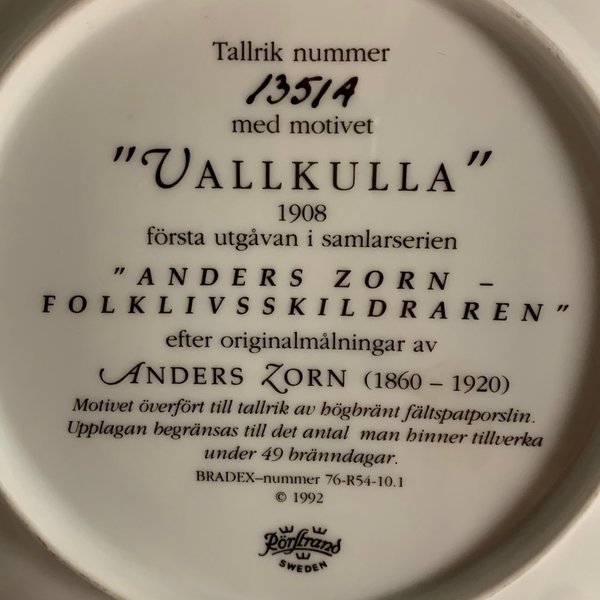 Tallrik nummer
1351A
med motivet
"VALLKULLA"
1908
första utgåvan i samlarserien
"ANDERS ZORN –
FOLKLIVSSKILDRAREN"
efter originalmålningar av
ANDERS ZORN (1860 – 1920)
Motivet överfört till tallrik av högbränt fältspatporslin.
Upplagan begränsas till det antal man hinner tillverka
under 49 bränndagar.
BRADEX–nummer 76-R54-10.1
© 1992
Rörstrand
SWEDEN